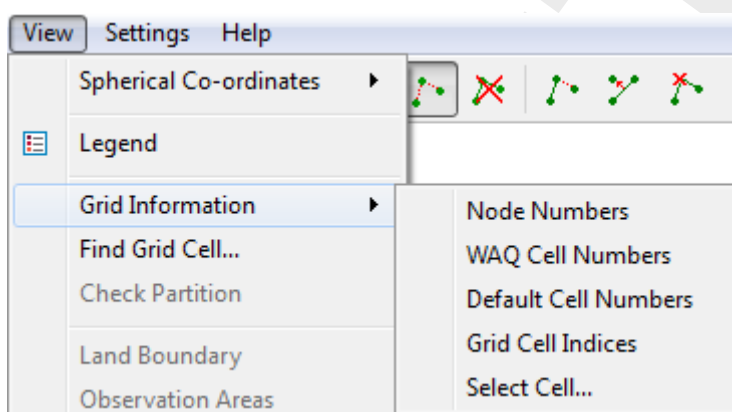 View Settings Help
Spherical Co-ordinates
Legend
Grid Information
Find Grid Cell...
Check Partition
Land Boundary
Observation Areas
Node Numbers
WAQ Cell Numbers
Default Cell Numbers
Grid Cell Indices
Select Cell...